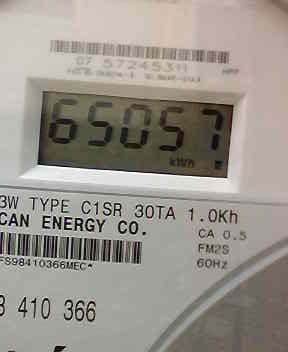 07 57245311
65057
kWh
3W TYPE C1SR 30TA 1.0Kh
CAN ENERGY CO.
CA 0.5
FM2S
FS98410366MEC*
60Hz
8 410 366